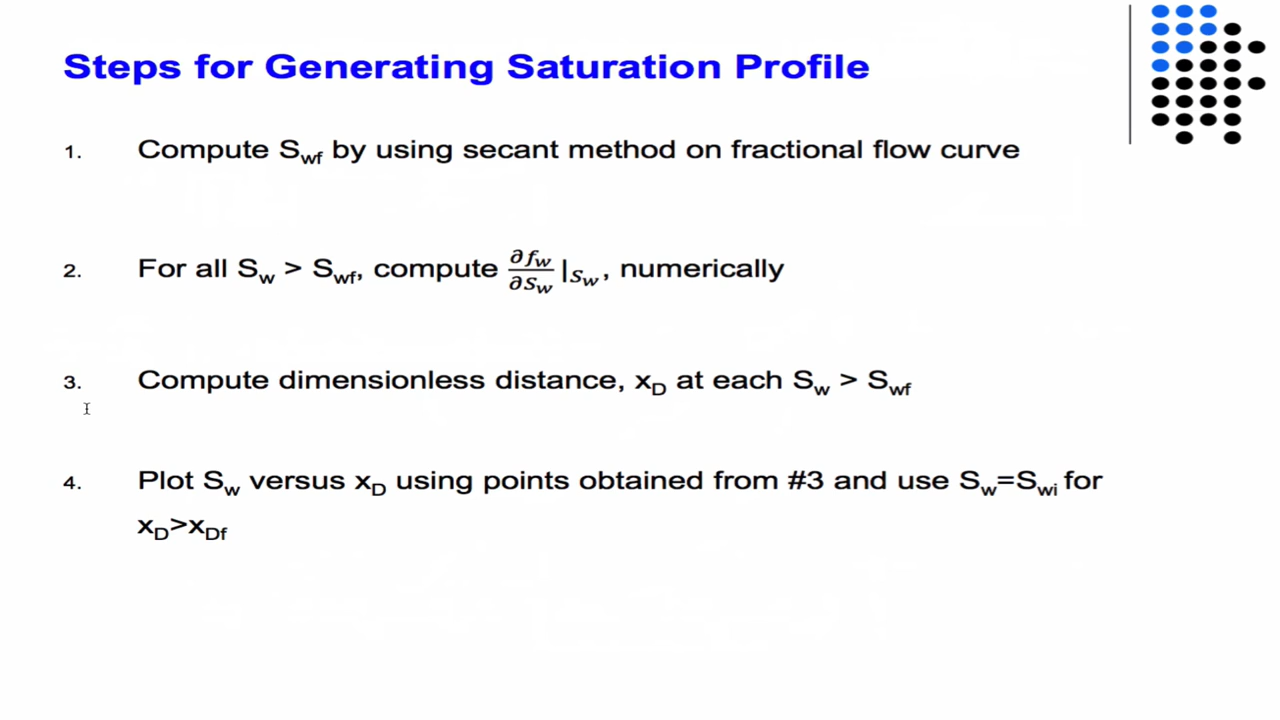 Steps for Generating Saturation Profile
1. Compute S_wf by using secant method on fractional flow curve
2. For all S_w > S_wf, compute ∂f_w/∂S_w |S_w, numerically
3. Compute dimensionless distance, x_D at each S_w > S_wf
4. Plot S_w versus x_D using points obtained from #3 and use S_w=S_wi for
x_D>x_Df